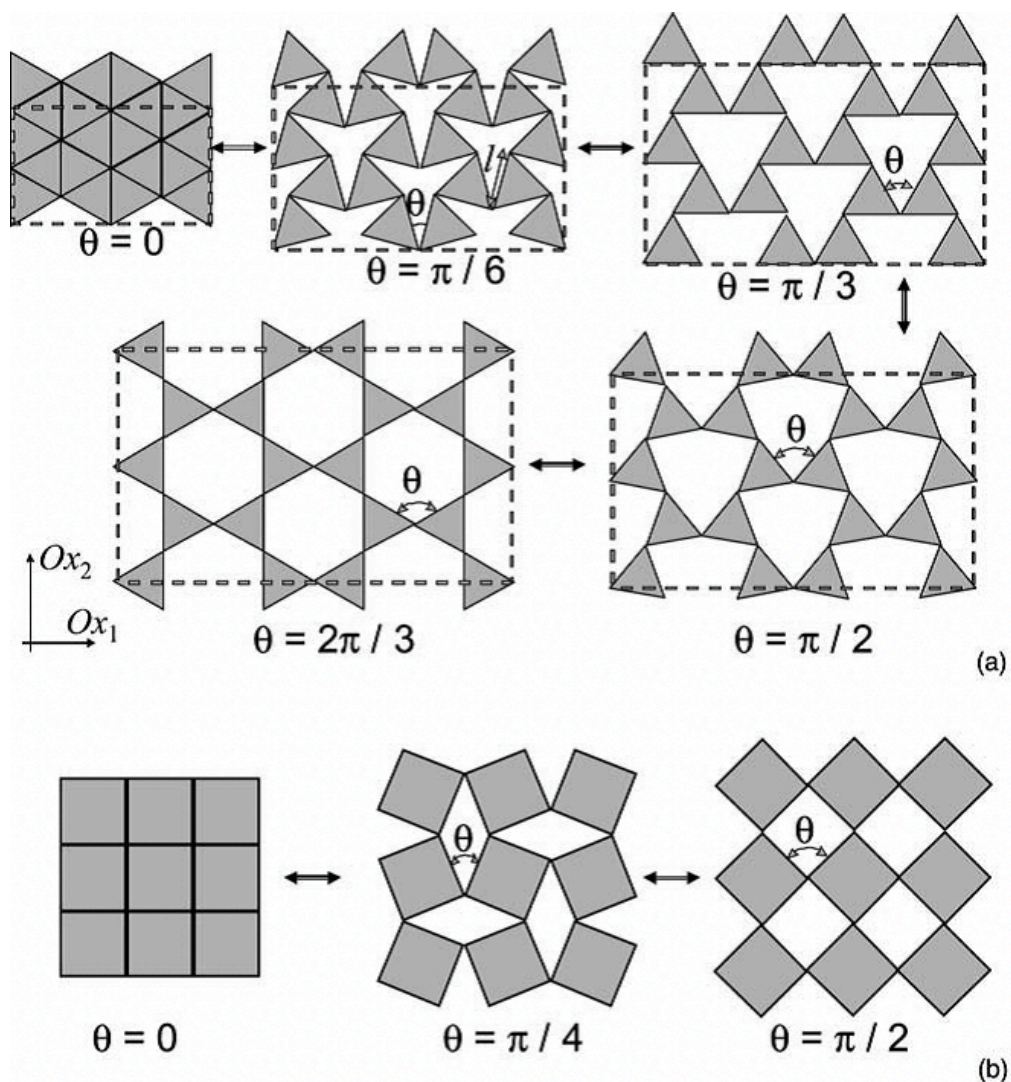 θ
l
θ
θ = 0
θ = π / 6
θ = π / 3
θ
θ
Ox₂
Ox₁
θ = 2π / 3
θ = π / 2
(a)
θ
θ
θ = 0
θ = π / 4
θ = π / 2
(b)